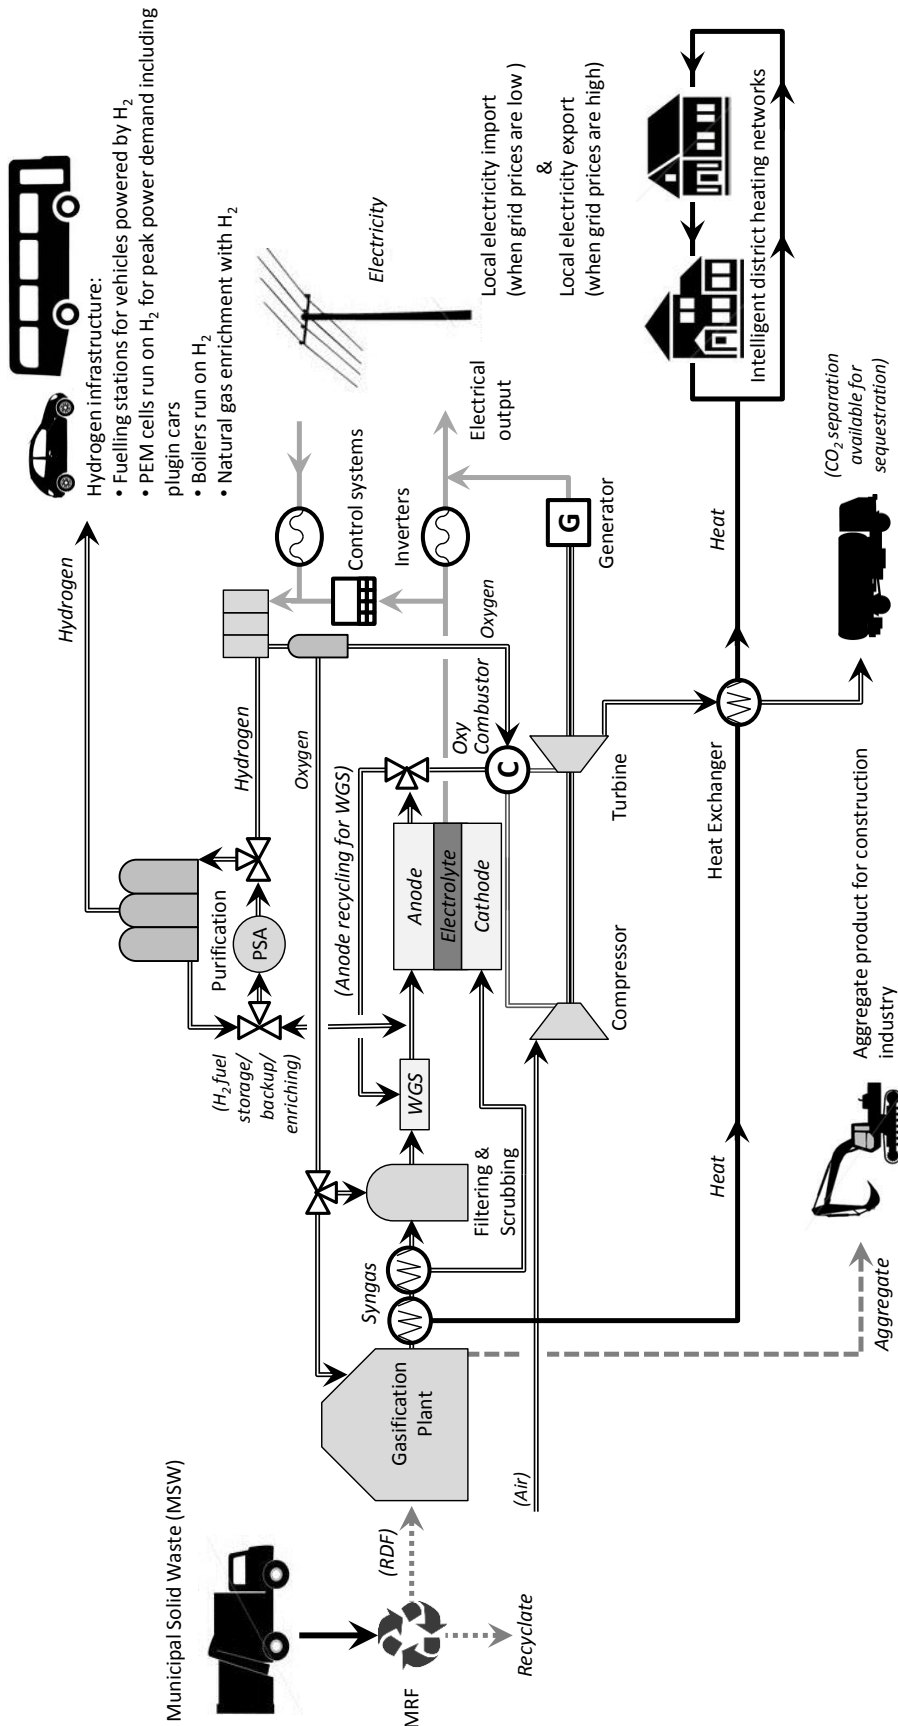 Municipal Solid Waste (MSW)
MRF
(RDF)
Recyclate
Gasification
Plant
(Air)
Syngas
Filtering &
Scrubbing
WGS
(H₂ fuel
storage/
backup/
enriching)
Purification
PSA
(Anode recycling for WGS)
Anode
Electrolyte
Cathode
Hydrogen
Oxygen
Hydrogen
Oxy
Combustor
C
Oxygen
Compressor
Turbine
Generator
G
Control systems
Inverters
Electrical
output
Electricity
Hydrogen infrastructure:
• Fuelling stations for vehicles powered by H₂
• PEM cells run on H₂ for peak power demand including
plugin cars
• Boilers run on H₂
• Natural gas enrichment with H₂
Local electricity import
(when grid prices are low )
&
Local electricity export
(when grid prices are high)
Heat
Heat Exchanger
Heat
Intelligent district heating networks
(CO₂ separation
available for
sequestration)
Aggregate
Aggregate product for construction
industry